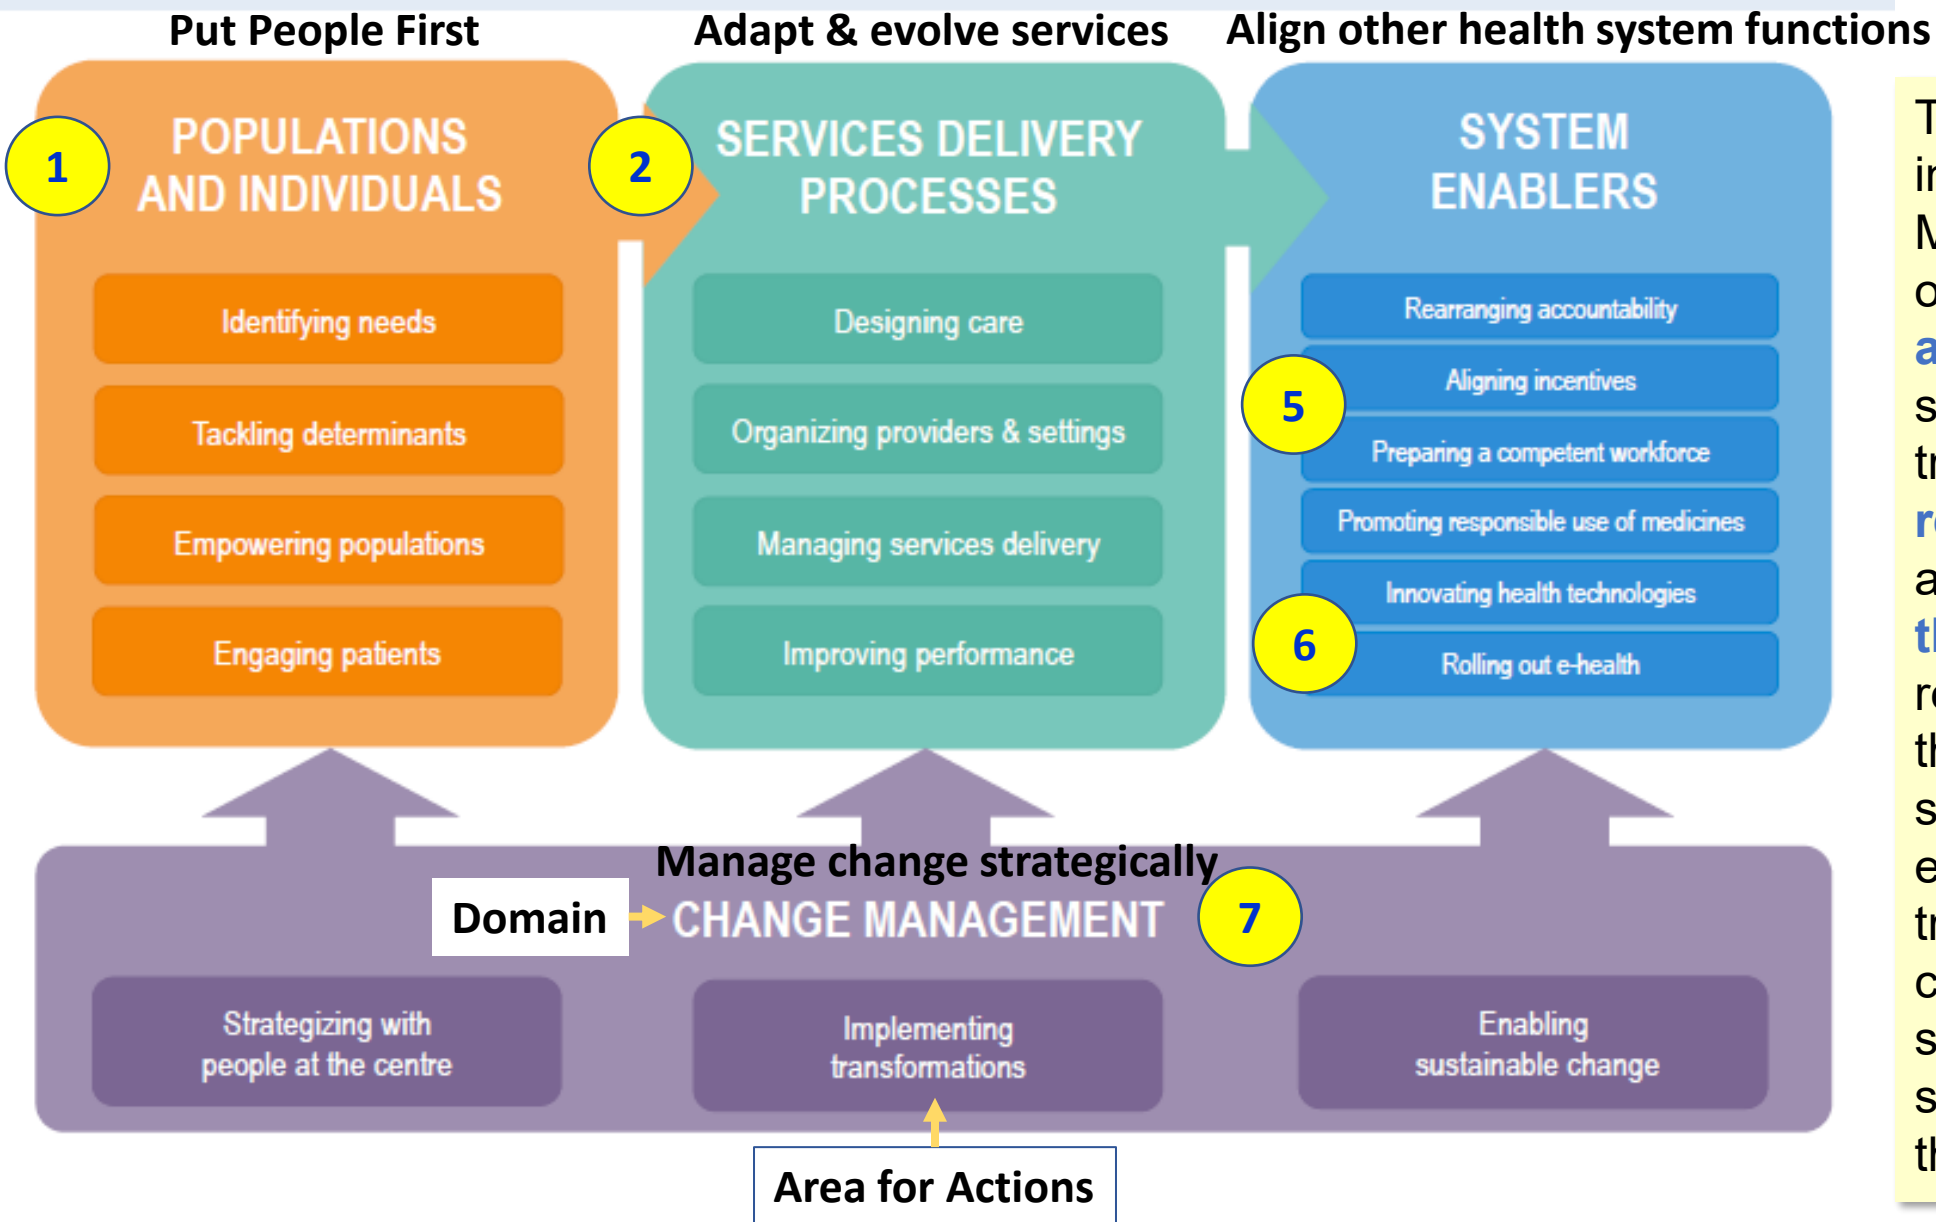 Put People First
Adapt & evolve services
Align other health system functions
1
POPULATIONS
AND INDIVIDUALS
Identifying needs
Tackling determinants
Empowering populations
Engaging patients
2
SERVICES DELIVERY
PROCESSES
Designing care
Organizing providers & settings
Managing services delivery
Improving performance
SYSTEM
ENABLERS
Rearranging accountability
5
Aligning incentives
Preparing a competent workforce
Promoting responsible use of medicines
Innovating health technologies
6
Rolling out e-health
Manage change strategically
Domain
CHANGE MANAGEMENT
7
Strategizing with
people at the centre
Implementing
transformations
Enabling
sustainable change
Area for Actions